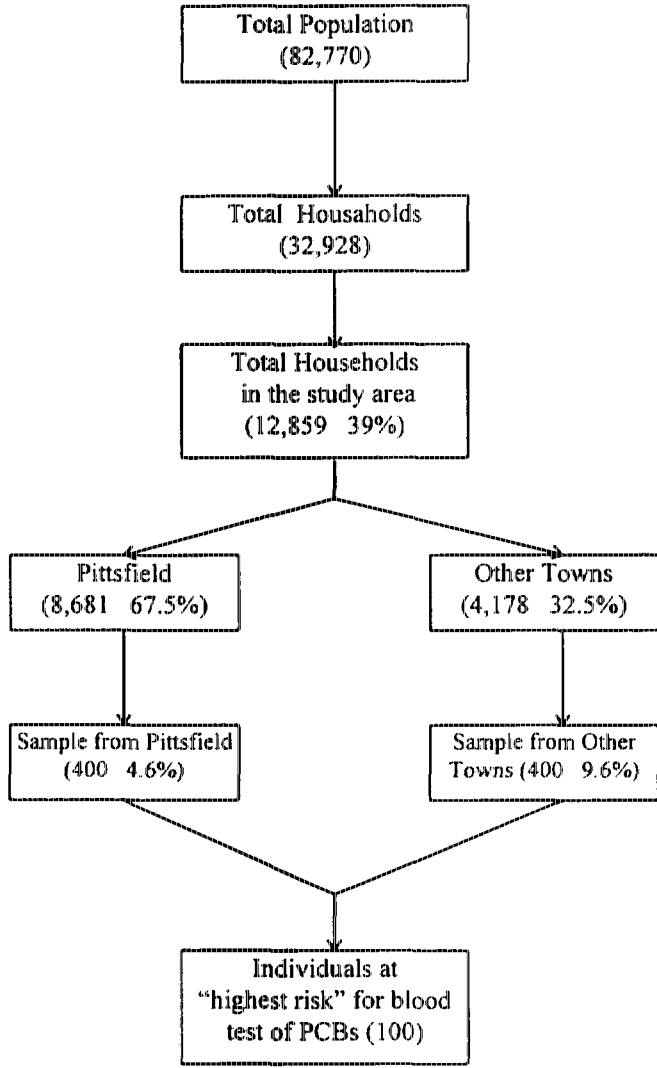 Total Population
(82,770)
Total Housaholds
(32,928)
Total Households
in the study area
(12,859 39%)
Pittsfield
(8,681 67.5%)
Other Towns
(4,178 32.5%)
Sample from Pittsfield
(400 4.6%)
Sample from Other
Towns (400 9.6%)
Individuals at
“highest risk” for blood
test of PCBs (100)